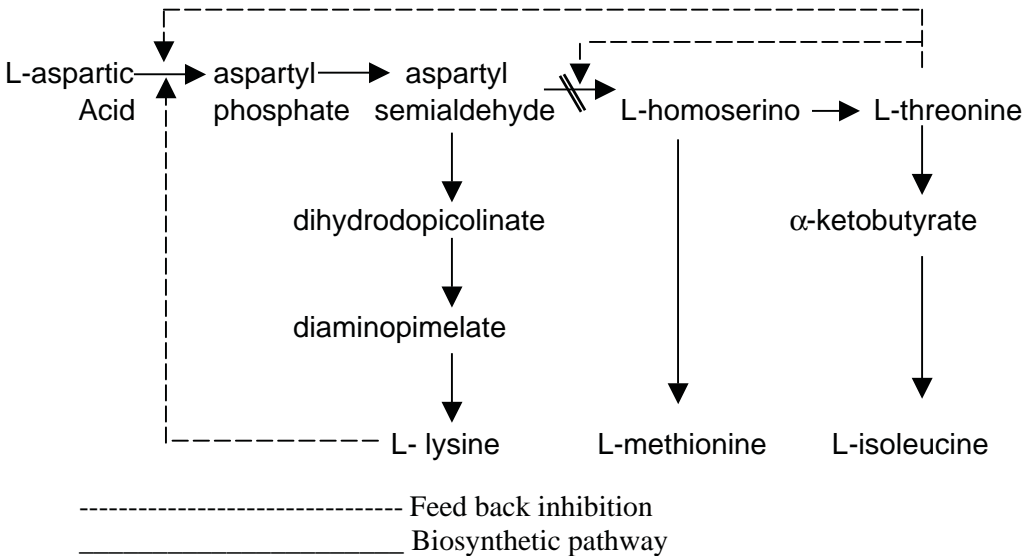 L-aspartic Acid
aspartyl phosphate
aspartyl semialdehyde
L-homoserino
L-threonine
dihydrodopicolinate
α-ketobutyrate
diaminopimelate
L- lysine
L-methionine
L-isoleucine
Feed back inhibition
Biosynthetic pathway